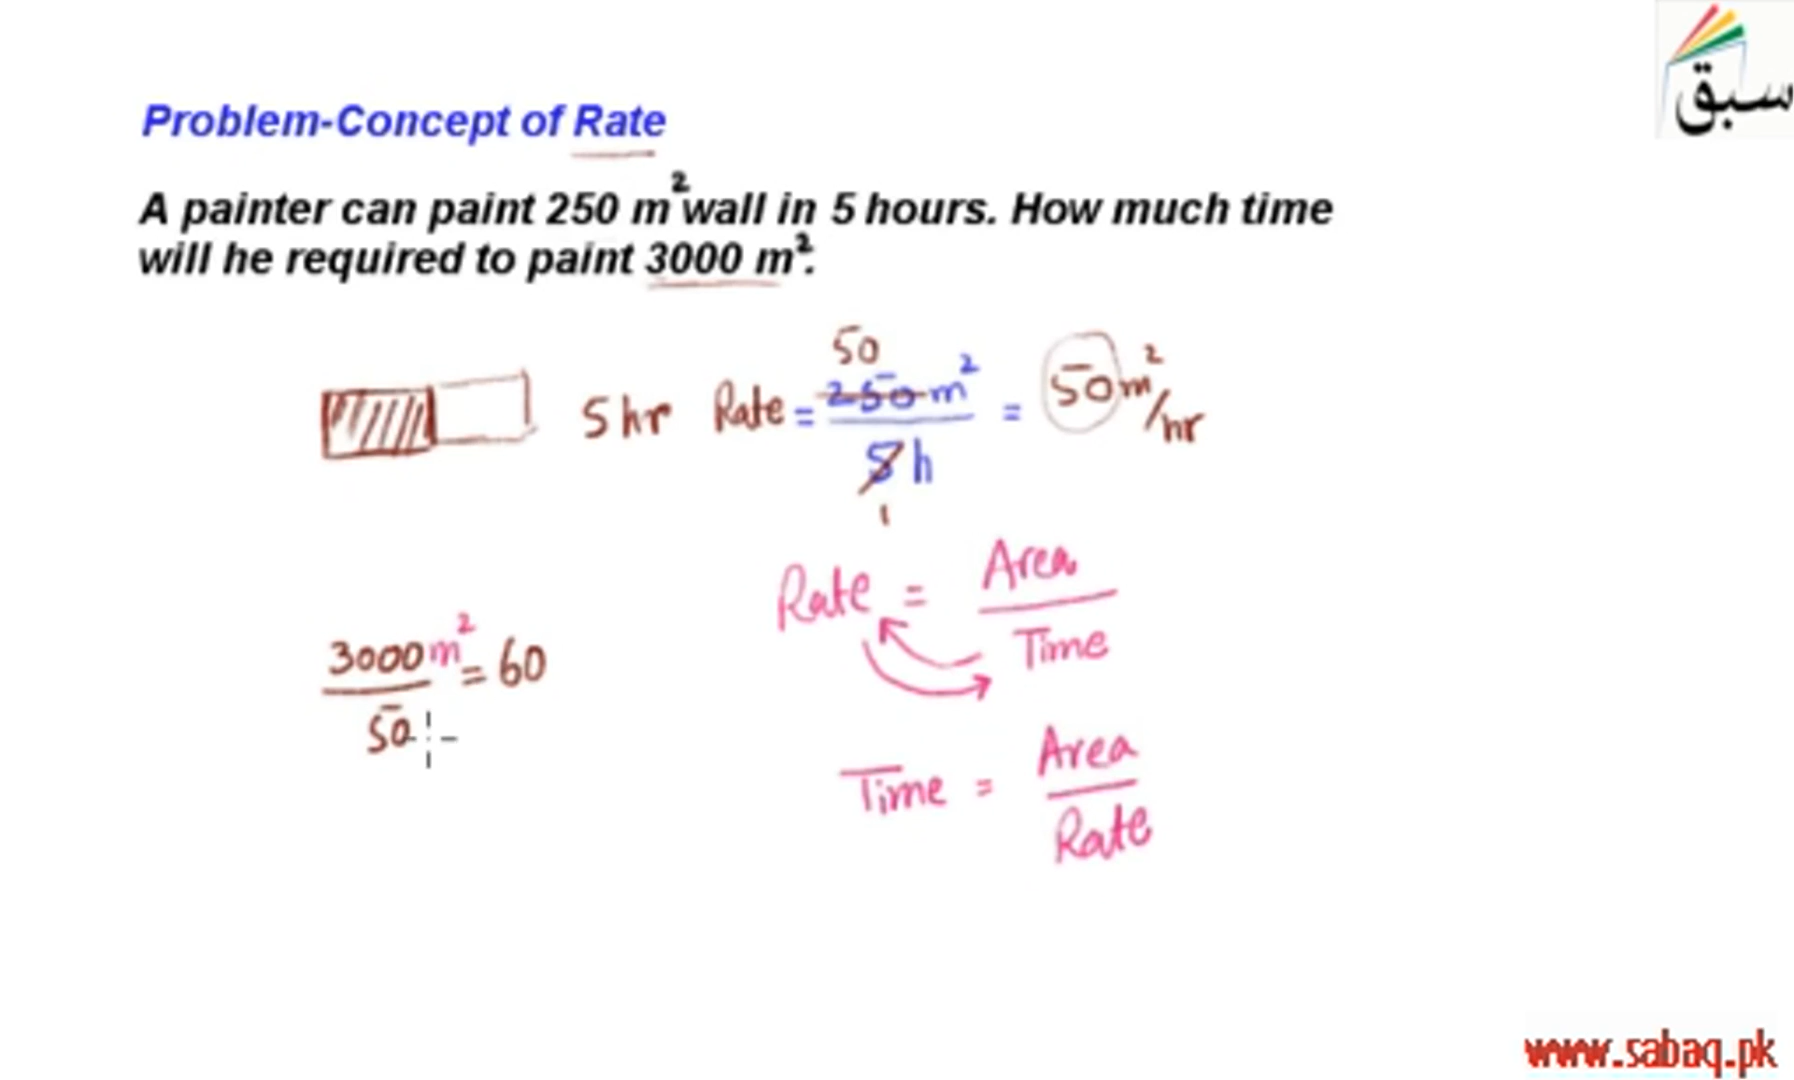 سبق
Problem-Concept of Rate
A painter can paint 250 m² wall in 5 hours. How much time
will he required to paint 3000 m².
5 hr Rate = 250 m² / 5 h = 50 m²/hr
50
1
Rate = Area / Time
3000 m² / 50 = 60
Time = Area / Rate
www.sabaq.pk